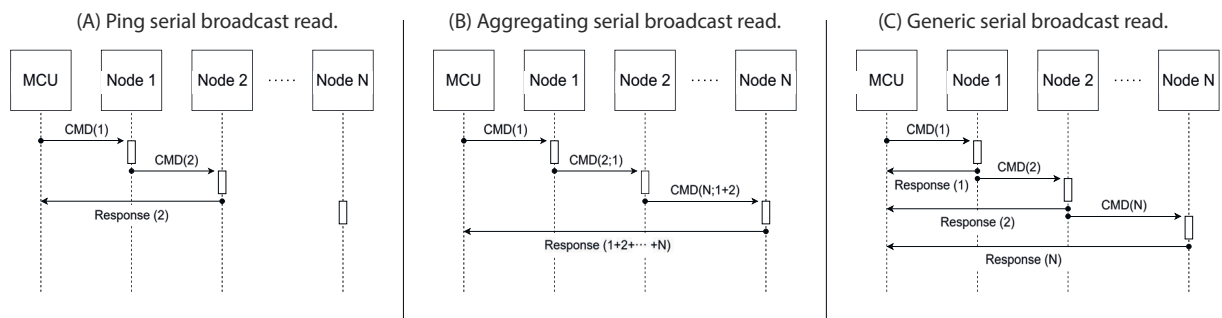 (A) Ping serial broadcast read.
MCU
Node 1
Node 2
.....
Node N
CMD(1)
CMD(2)
Response (2)
(B) Aggregating serial broadcast read.
MCU
Node 1
Node 2
.....
Node N
CMD(1)
CMD(2;1)
CMD(N;1+2)
Response (1+2+··· +N)
(C) Generic serial broadcast read.
MCU
Node 1
Node 2
.....
Node N
CMD(1)
Response (1)
CMD(2)
Response (2)
CMD(N)
Response (N)